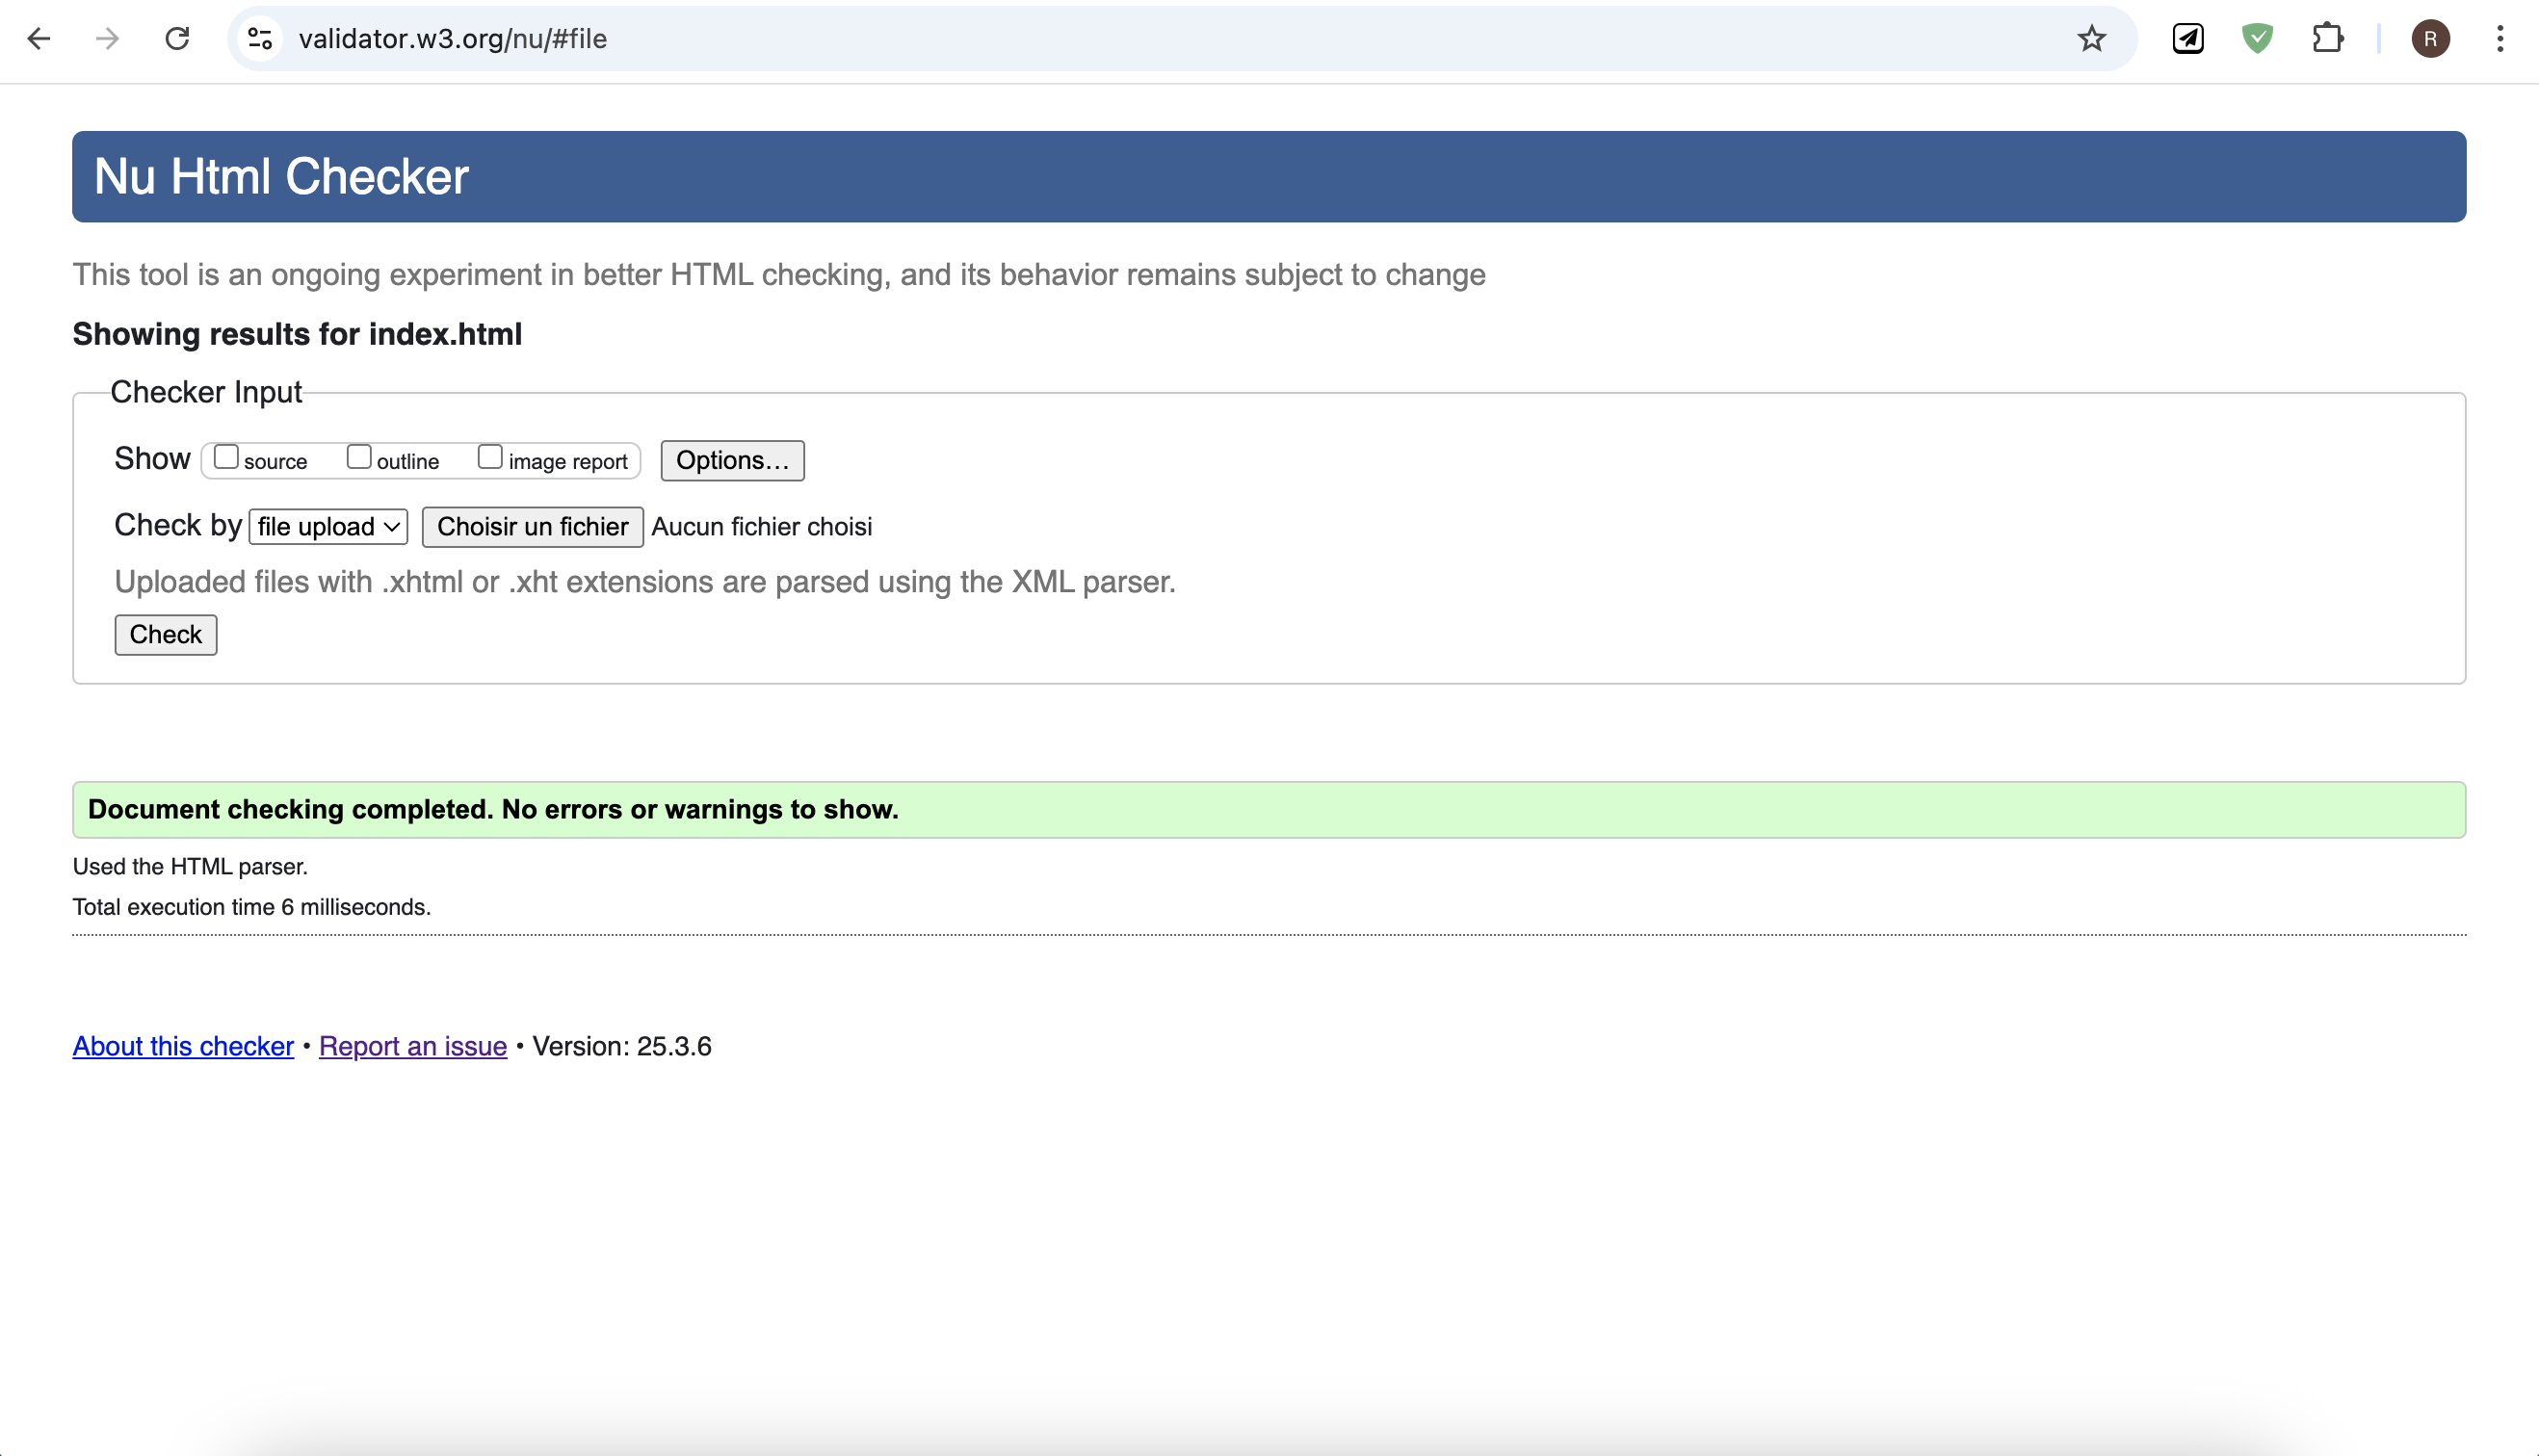 validator.w3.org/nu/#file
R
Nu Html Checker
This tool is an ongoing experiment in better HTML checking, and its behavior remains subject to change
Showing results for index.html
Checker Input
Show source outline image report Options...
Check by file upload Choisir un fichier Aucun fichier choisi
Uploaded files with .xhtml or .xht extensions are parsed using the XML parser.
Check
Document checking completed. No errors or warnings to show.
Used the HTML parser.
Total execution time 6 milliseconds.
About this checker • Report an issue • Version: 25.3.6